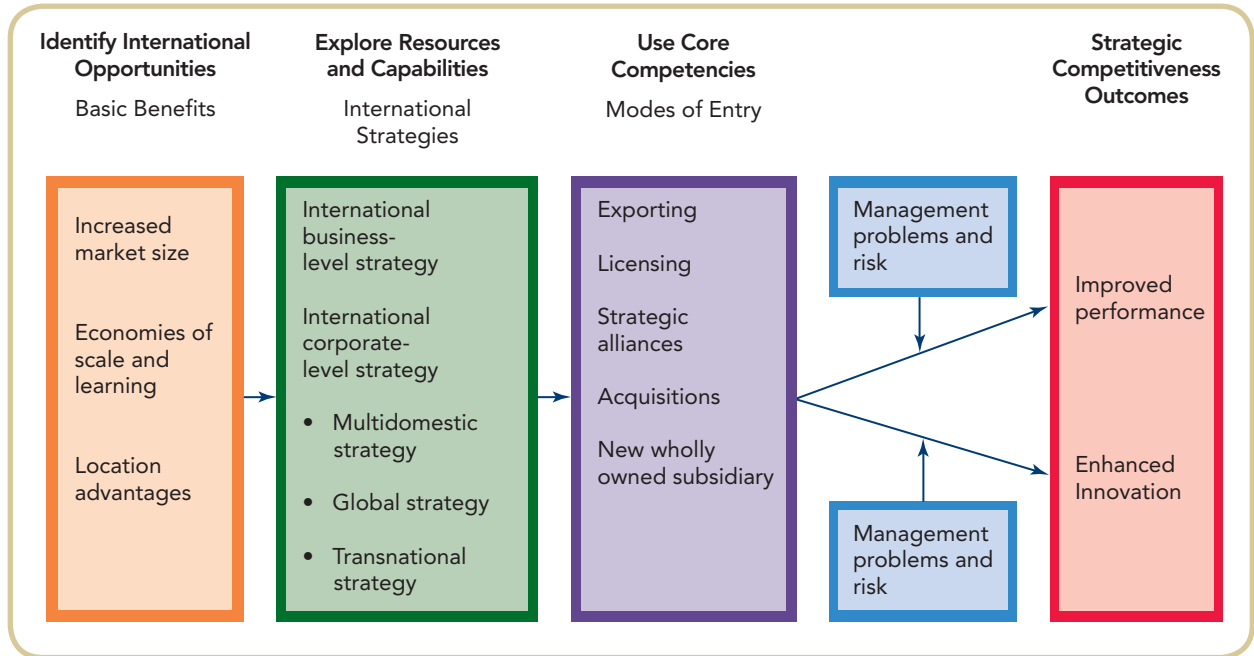 Identify International
Opportunities
Basic Benefits
Explore Resources
and Capabilities
International
Strategies
Use Core
Competencies
Modes of Entry
Strategic
Competitiveness
Outcomes
Increased
market size
Economies of
scale and
learning
Location
advantages
International
business-
level strategy
International
corporate-
level strategy
• Multidomestic
strategy
• Global strategy
• Transnational
strategy
Exporting
Licensing
Strategic
alliances
Acquisitions
New wholly
owned subsidiary
Management
problems and
risk
Management
problems and
risk
Improved
performance
Enhanced
Innovation